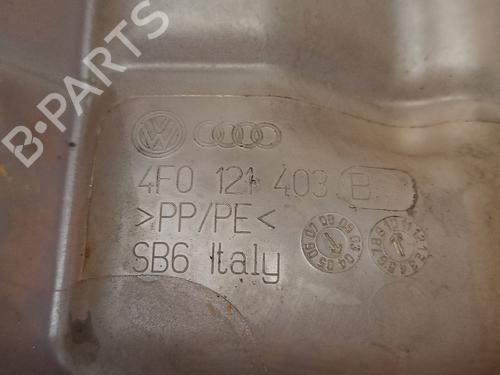 B-PARTS
4F0 121 403 B
>PP/PE<
SB6 Italy